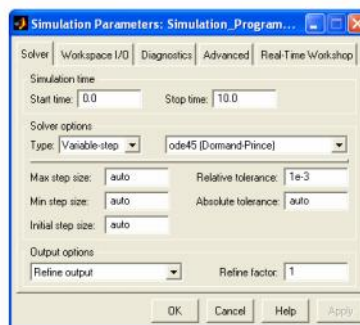 Simulation Parameters: Simulation_Program...
Solver Workspace I/O Diagnostics Advanced Real-Time Workshop
Simulation time
Start time: 0.0 Stop time: 10.0
Solver options
Type: Variable-step ode45 (Dormand-Prince)
Max step size: auto Relative tolerance: 1e-3
Min step size: auto Absolute tolerance: auto
Initial step size: auto
Output options
Refine output Refine factor: 1
OK Cancel Help Apply